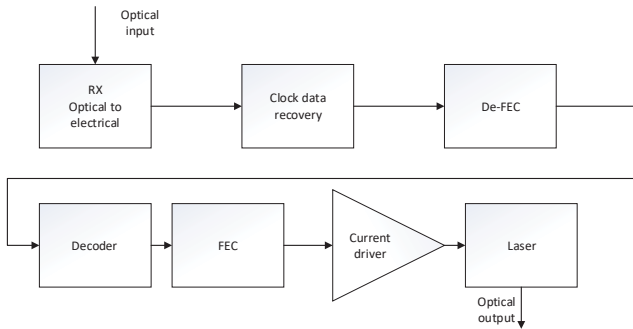 Optical
input
RX
Optical to
electrical
Clock data
recovery
De-FEC
Decoder
FEC
Current
driver
Laser
Optical
output